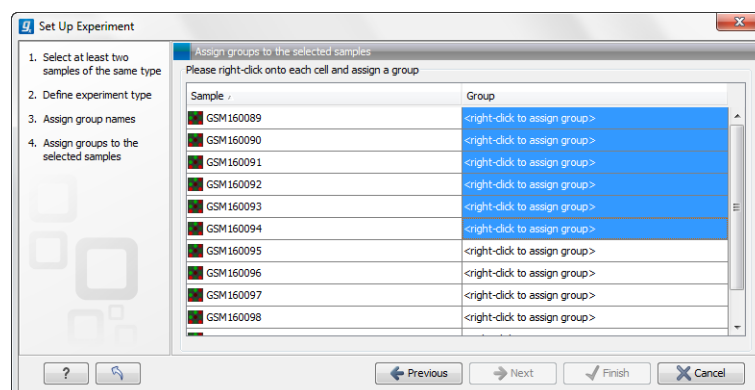 Set Up Experiment
1. Select at least two
samples of the same type
2. Define experiment type
3. Assign group names
4. Assign groups to the
selected samples
Assign groups to the selected samples
Please right-click onto each cell and assign a group
Sample Group
GSM160089 <right-click to assign group>
GSM160090 <right-click to assign group>
GSM160091 <right-click to assign group>
GSM160092 <right-click to assign group>
GSM160093 <right-click to assign group>
GSM160094 <right-click to assign group>
GSM160095 <right-click to assign group>
GSM160096 <right-click to assign group>
GSM160097 <right-click to assign group>
GSM160098 <right-click to assign group>
? Previous Next Finish Cancel